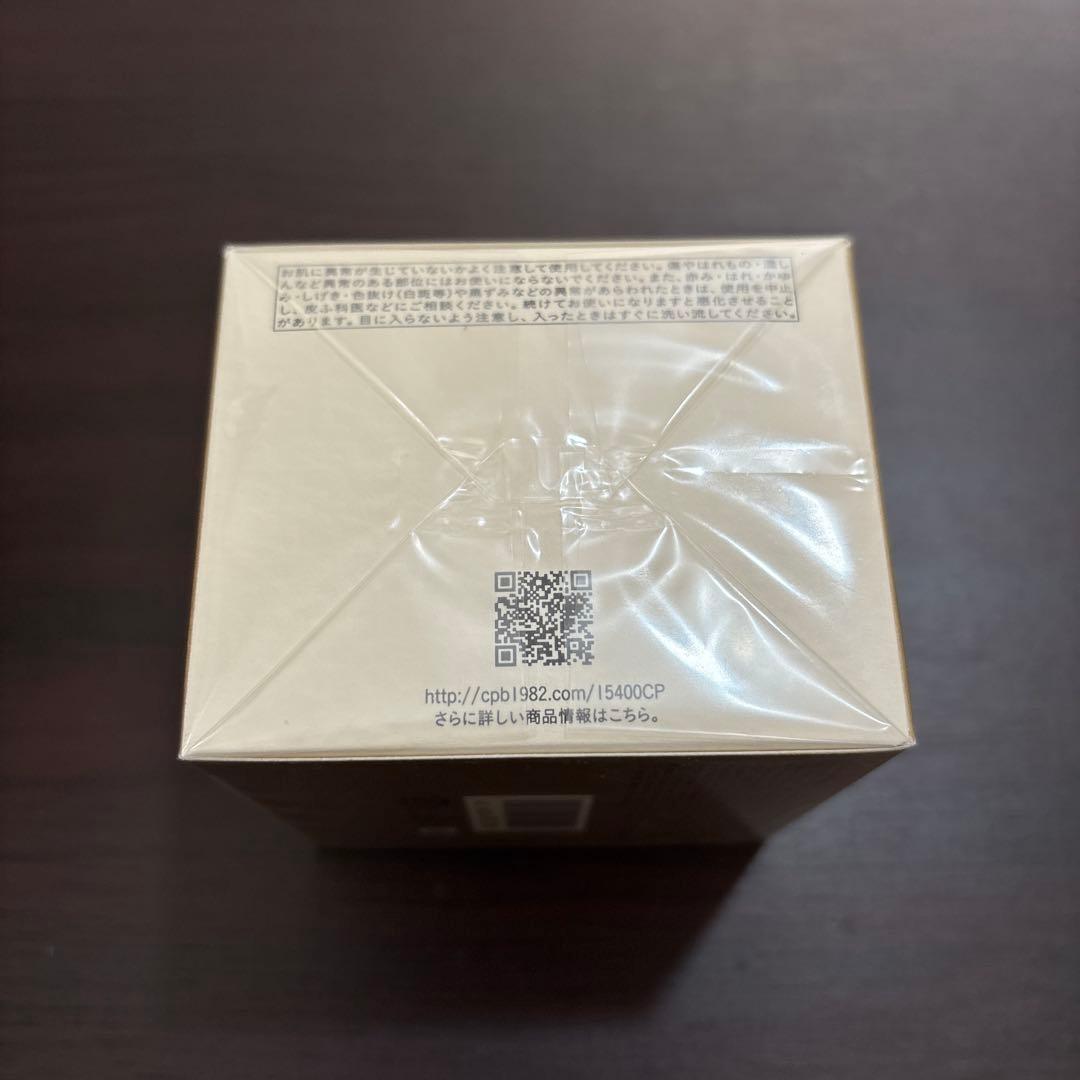 お肌に異常が生じていないかよく注意して使用してください。傷やはれもの・湿し
んなど異常のある部位にはお使いにならないでください。また、赤み・はれ・かゆ
み・しげき・色抜け(白斑等)や黒ずみなどの異常があらわれたときは、使用を中止
し、皮ふ科医などにご相談ください。続けてお使いになりますと悪化させること
があります。目に入らないよう注意し、入ったときはすぐに洗い流してください。
http://cpb1982.com/15400CP
さらに詳しい商品情報はこちら。